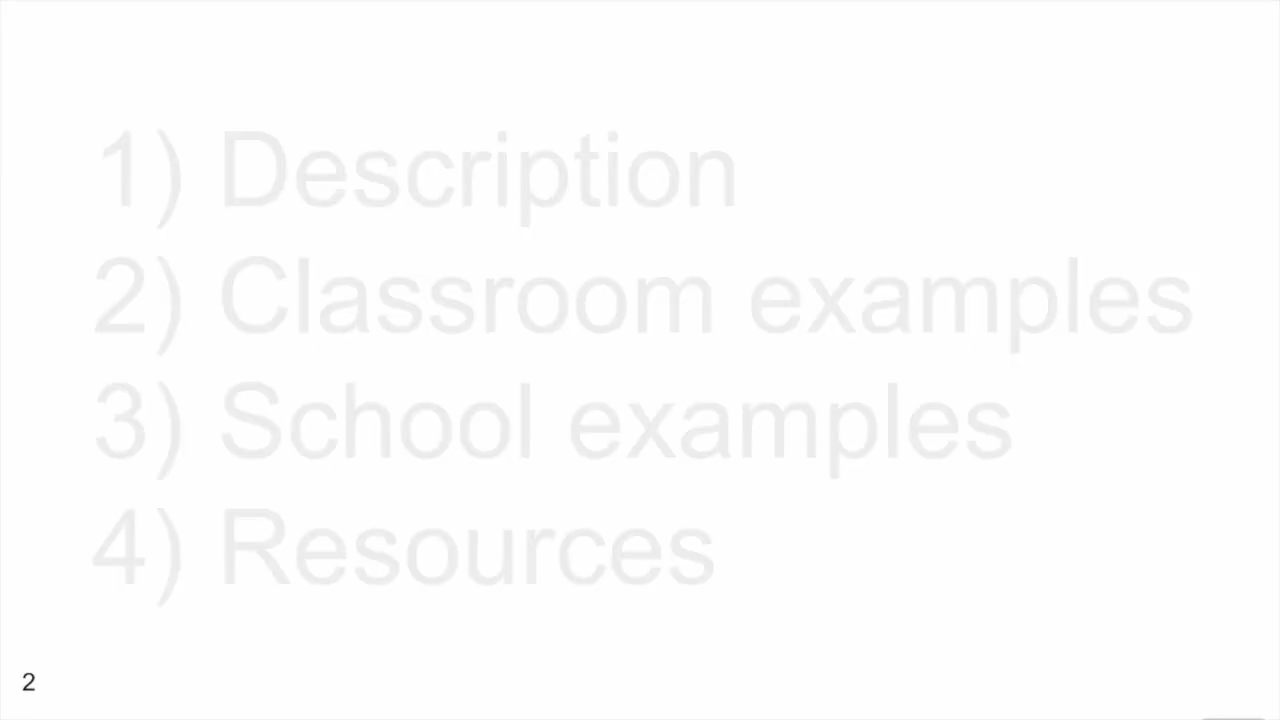 1) Description
2) Classroom examples
3) School examples
4) Resources
2